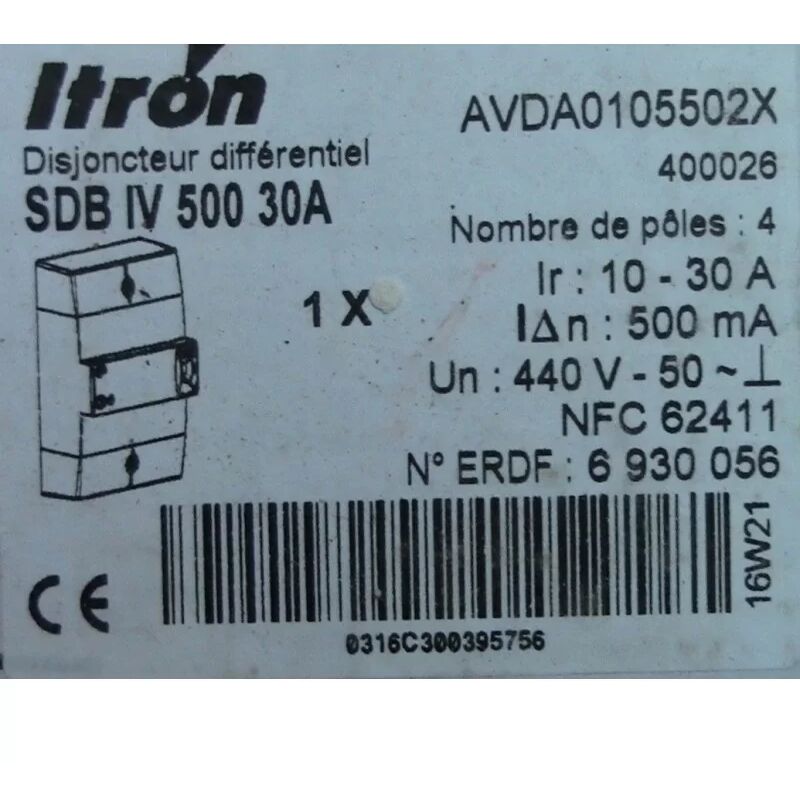 Itron
AVDA0105502X
Disjoncteur différentiel
400026
SDB IV 500 30A
Nombre de pôles : 4
Ir : 10 - 30 A
1 X
I∆n : 500 mA
Un : 440 V - 50 ~ ⊥
NFC 62411
N° ERDF : 6 930 056
16W21
CE
0316C300395756